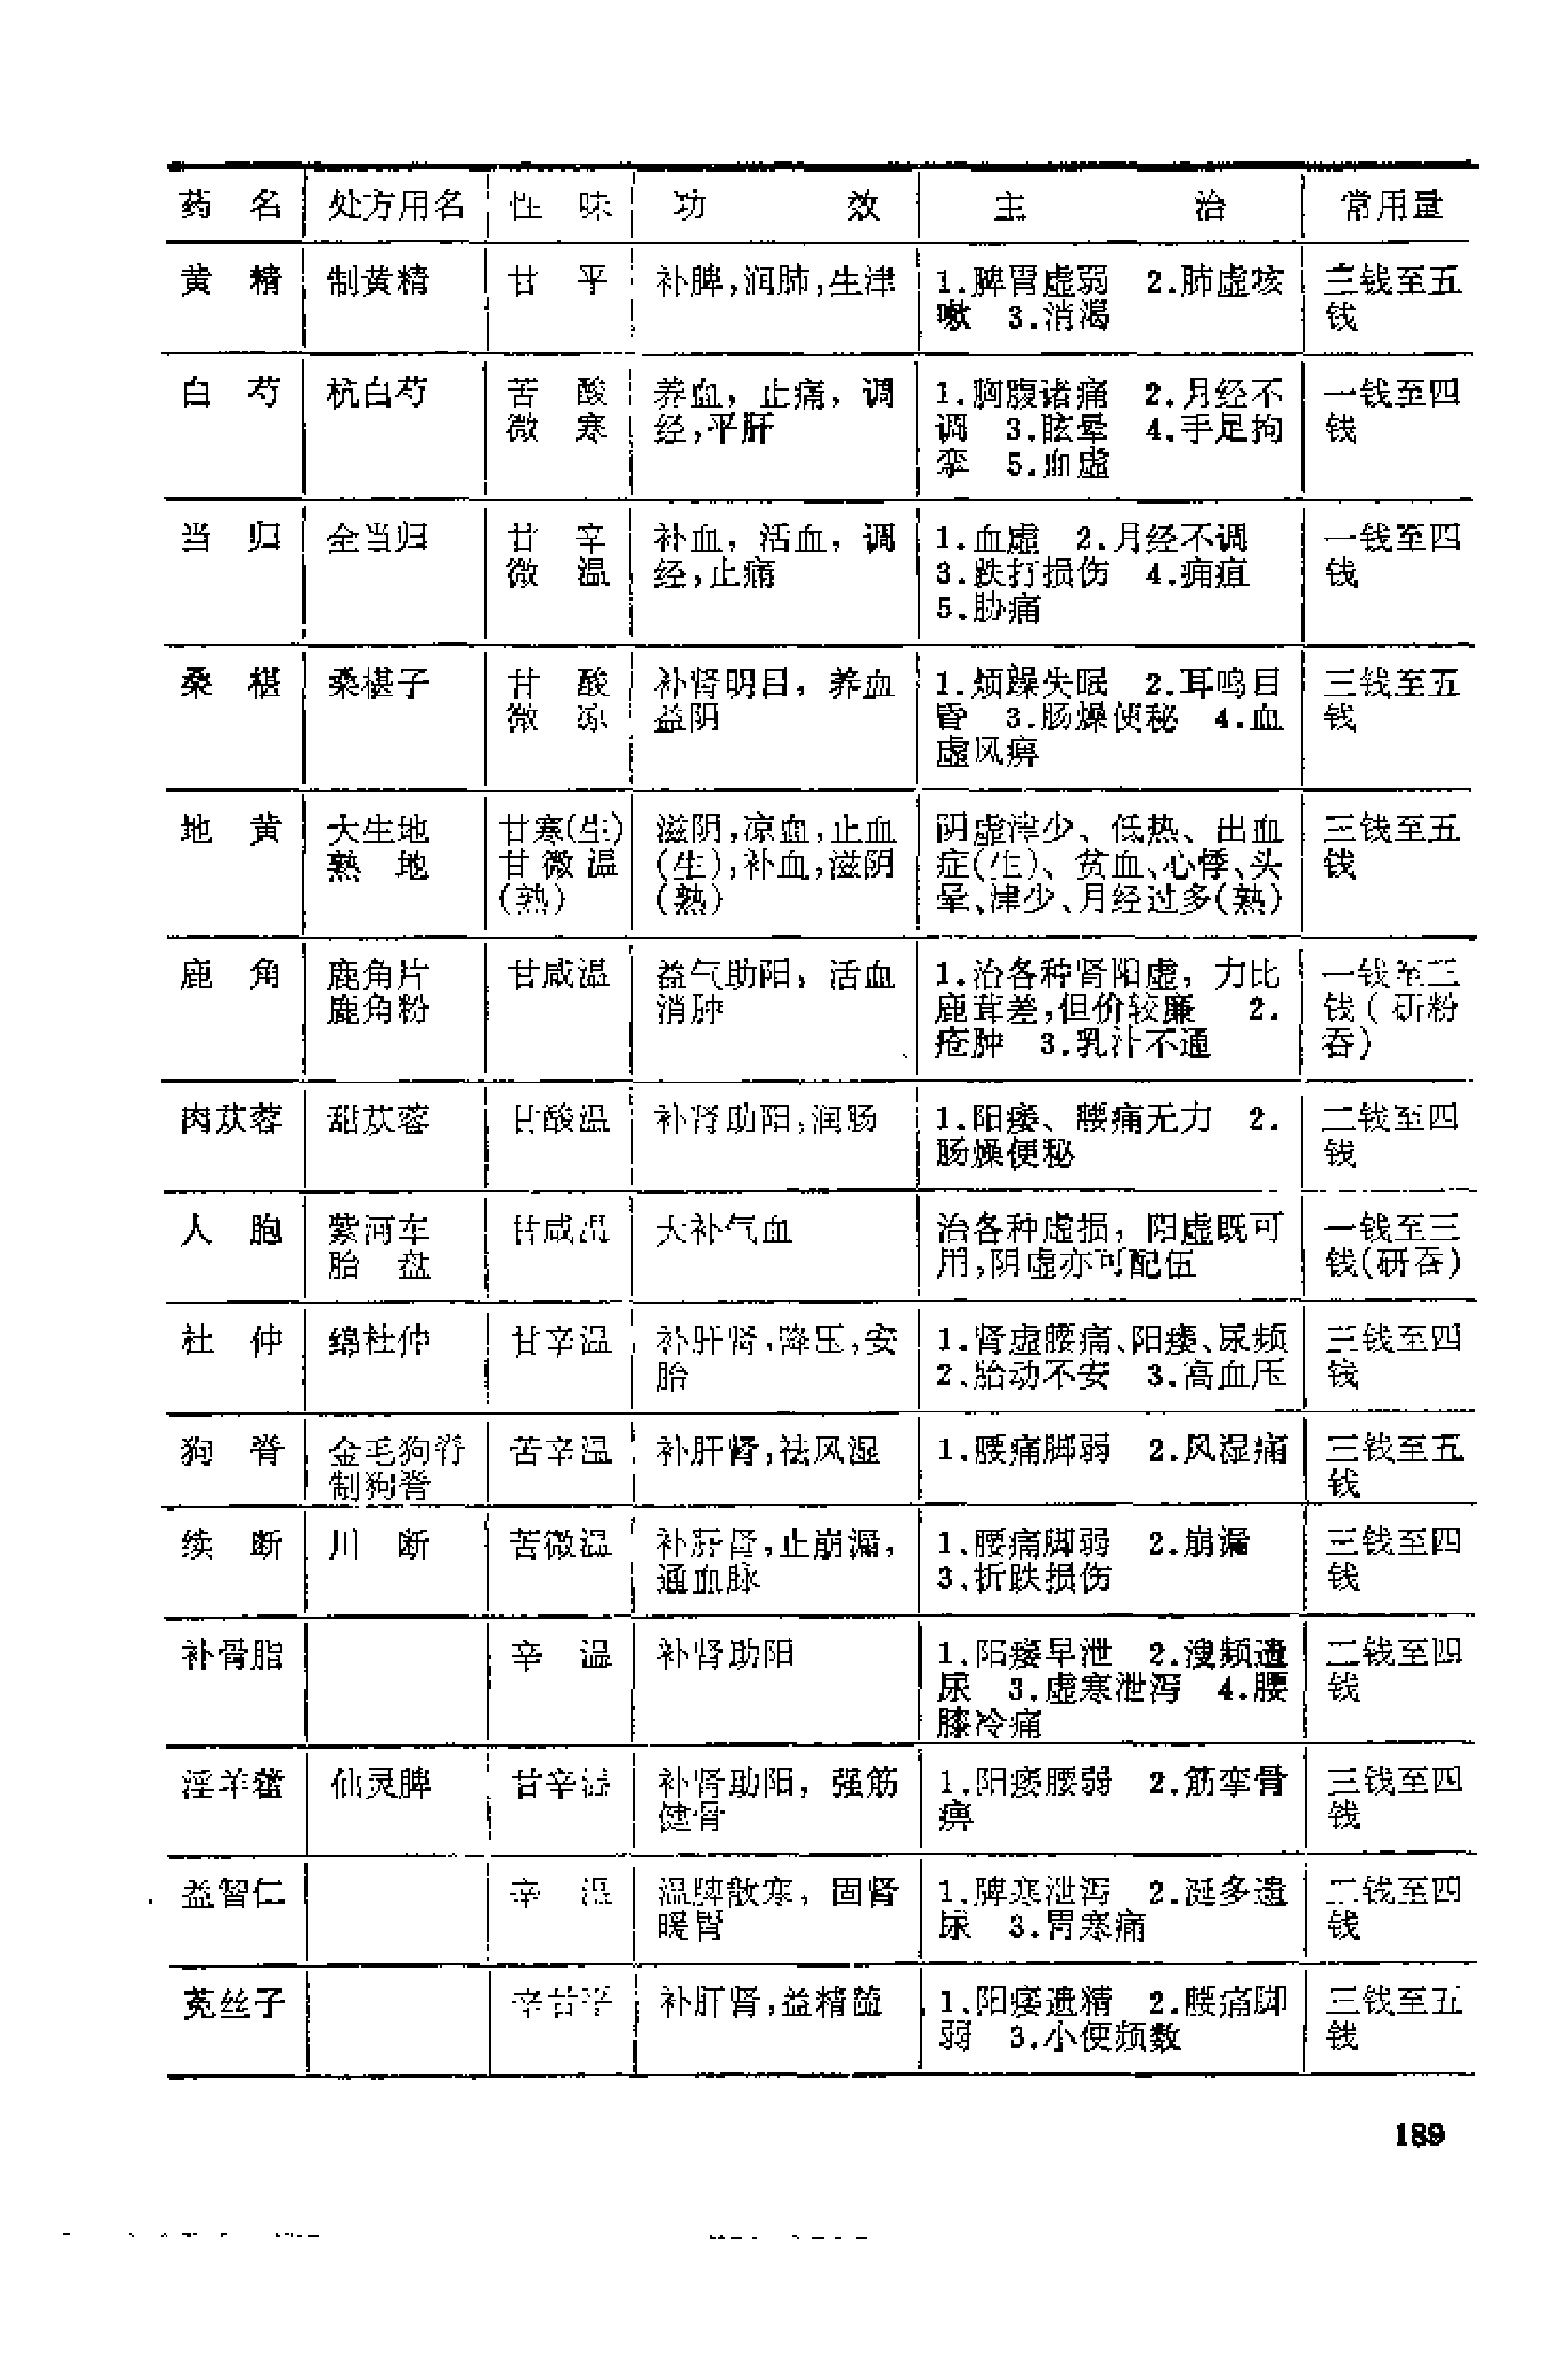 药 名 处方用名 性 味 功 效 主 治 常用量
黄 精 制黄精 甘 平 补脾,润肺,生津 1.脾胃虚弱 2.肺虚咳 三钱至五
嗽 3.消渴 钱
白 芍 杭白芍 苦 酸 养血，止痛，调 1.胸腹诸痛 2.月经不 一钱至四
微 寒 经,平肝 调 3.眩晕 4.手足拘 钱
挛 5.血虚
当 归 全当归 甘 辛 补血，活血，调 1.血虚 2.月经不调 一钱至四
微 温 经,止痛 3.跌打损伤 4.痈疽 钱
5.胁痛
桑 椹 桑椹子 甘 酸 补肾明目，养血 1.烦躁失眠 2.耳鸣目 三钱至五
微 凉 益阴 昏 3.肠燥便秘 4.血 钱
虚风痹
地 黄 大生地 甘寒(生) 滋阴,凉血,止血 阴虚津少、低热、出血 三钱至五
熟 地 甘微温 (生),补血,滋阴 症(生)、贫血、心悸、头 钱
(熟) (熟) 晕、津少、月经过多(熟)
鹿 角 鹿角片 甘咸温 益气助阳，活血 1.治各种肾阳虚，力比 一钱至三
鹿角粉 消肿 鹿茸差,但价较廉 2. 钱(研粉
疮肿 3.乳汁不通 吞)
肉苁蓉 甜苁蓉 甘酸温 补肾助阳,润肠 1.阳痿、腰痛无力 2. 二钱至四
肠燥便秘 钱
人 胞 紫河车 甘咸温 大补气血 治各种虚损，阳虚既可 一钱至三
胎 盘 用,阴虚亦可配伍 钱(研吞)
杜 仲 绵杜仲 甘辛温 补肝肾,降压,安 1.肾虚腰痛、阳痿、尿频 三钱至四
胎 2.胎动不安 3.高血压 钱
狗 脊 金毛狗脊 苦辛温 补肝肾,祛风湿 1.腰痛脚弱 2.风湿痛 三钱至五
制狗脊 钱
续 断 川 断 苦微温 补肝肾,止崩漏, 1.腰痛脚弱 2.崩漏 三钱至四
通血脉 3.折跌损伤 钱
补骨脂 辛 温 补肾助阳 1.阳痿早泄 2.溲频遗 二钱至四
尿 3.虚寒泄泻 4.腰 钱
膝冷痛
淫羊藿 仙灵脾 甘辛温 补肾助阳，强筋 1.阳痿腰弱 2.筋挛骨 三钱至四
健骨 痹 钱
益智仁 辛 温 温脾散寒，固肾 1.脾寒泄泻 2.涎多遗 二钱至四
暖胃 尿 3.胃寒痛 钱
菟丝子 辛甘平 补肝肾,益精髓 1.阳痿遗精 2.腰痛脚 三钱至五
弱 3.小便频数 钱
189